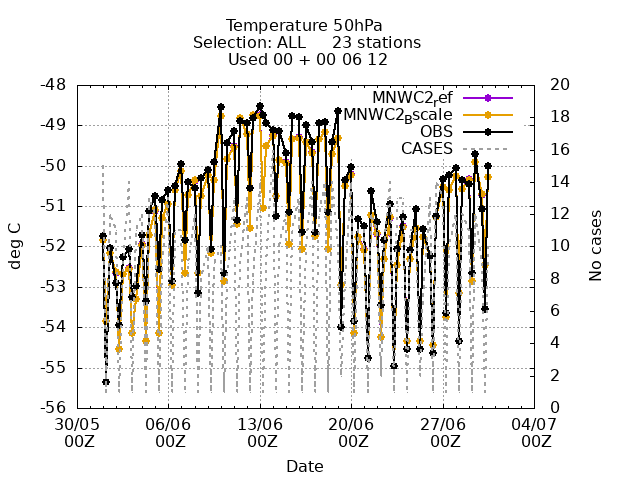 Temperature 50hPa
Selection: ALL 23 stations
Used 00 + 00 06 12
MNWC2ref
MNWC2Bscale
OBS
CASES
-48
-49
-50
-51
-52
-53
-54
-55
-56
deg C
20
18
16
14
12
10
8
6
4
2
0
No cases
30/05 06/06 13/06 20/06 27/06 04/07
00Z 00Z 00Z 00Z 00Z 00Z
Date